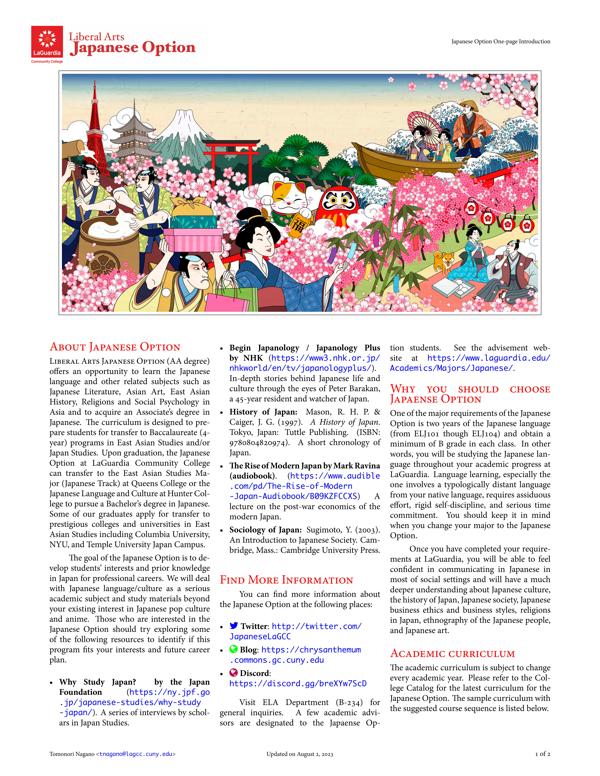 LaGuardia
Community College
Liberal Arts
Japanese Option
Japanese Option One-page Introduction
福
About Japanese Option
Liberal Arts Japanese Option (AA degree)
offers an opportunity to learn the Japanese
language and other related subjects such as
Japanese Literature, Asian Art, East Asian
History, Religions and Social Psychology in
Asia and to acquire an Associate's degree in
Japanese. The curriculum is designed to pre-
pare students for transfer to Baccalaureate (4-
year) programs in East Asian Studies and/or
Japan Studies. Upon graduation, the Japanese
Option at LaGuardia Community College
can transfer to the East Asian Studies Ma-
jor (Japanese Track) at Queens College or the
Japanese Language and Culture at Hunter Col-
lege to pursue a Bachelor's degree in Japanese.
Some of our graduates apply for transfer to
prestigious colleges and universities in East
Asian Studies including Columbia University,
NYU, and Temple University Japan Campus.
The goal of the Japanese Option is to de-
velop students' interests and prior knowledge
in Japan for professional careers. We will deal
with Japanese language/culture as a serious
academic subject and study materials beyond
your existing interest in Japanese pop culture
and anime. Those who are interested in the
Japanese Option should try exploring some
of the following resources to identify if this
program fits your interests and future career
plan.
• Why Study Japan? by the Japan
Foundation (https://ny.jpf.go
.jp/japanese-studies/why-study
-japan/). A series of interviews by schol-
ars in Japan Studies.
• Begin Japanology / Japanology Plus
by NHK (https://www3.nhk.or.jp/
nhkworld/en/tv/japanologyplus/).
In-depth stories behind Japanese life and
culture through the eyes of Peter Barakan,
a 45-year resident and watcher of Japan.
• History of Japan: Mason, R. H. P. &
Caiger, J. G. (1997). A History of Japan.
Tokyo, Japan: Tuttle Publishing. (ISBN:
9780804820974). A short chronology of
Japan.
• The Rise of Modern Japan by Mark Ravina
(audiobook). (https://www.audible
.com/pd/The-Rise-of-Modern
-Japan-Audiobook/B09KZFCCXS) A
lecture on the post-war economics of the
modern Japan.
• Sociology of Japan: Sugimoto, Y. (2003).
An Introduction to Japanese Society. Cam-
bridge, Mass.: Cambridge University Press.
Find More Information
You can find more information about
the Japanese Option at the following places:
• Twitter: http://twitter.com/
JapaneseLaGCC
• Blog: https://chrysanthemum
.commons.gc.cuny.edu
• Discord:
https://discord.gg/breXYw7ScD
Visit ELA Department (B-234) for
general inquiries. A few academic advi-
sors are designated to the Japaense Op-
tion students. See the advisement web-
site at https://www.laguardia.edu/
Academics/Majors/Japanese/.
Why you should choose
Japaense Option
One of the major requirements of the Japanese
Option is two years of the Japanese language
(from ELJ101 though ELJ104) and obtain a
minimum of B grade in each class. In other
words, you will be studying the Japanese lan-
guage throughout your academic progress at
LaGuardia. Language learning, especially the
one involves a typologically distant language
from your native language, requires assiduous
effort, rigid self-discipline, and serious time
commitment. You should keep it in mind
when you change your major to the Japanese
Option.
Once you have completed your require-
ments at LaGuardia, you will be able to feel
confident in communicating in Japanese in
most of social settings and will have a much
deeper understanding about Japanese culture,
the history of Japan, Japanese society, Japanese
business ethics and business styles, religions
in Japan, ethnography of the Japanese people,
and Japanese art.
Academic curriculum
The academic curriculum is subject to change
every academic year. Please refer to the Col-
lege Catalog for the latest curriculum for the
Japanese Option. The sample curriculum with
the suggested course sequence is listed below.
Tomonori Nagano <tnagano@lagcc.cuny.edu>
Updated on August 2, 2023
1 of 2